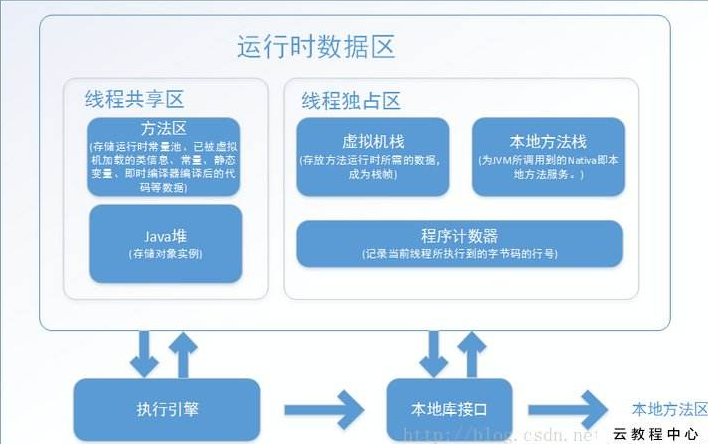 运行时数据区
线程共享区
方法区
(存储运行时常量池、已被虚拟
机加载的类信息、常量、静态
变量、即时编译器编译后的代
码等数据)
Java堆
(存储对象实例)
线程独占区
虚拟机栈
(存放方法运行时所需的数据,
成为栈帧)
本地方法栈
(为JVM所调用到的Nativa即本
地方法服务。)
程序计数器
(记录当前线程所执行到的字节码的行号)
执行引擎
本地库接口
本地方法区
http://blog.csdn.net
云教程中心